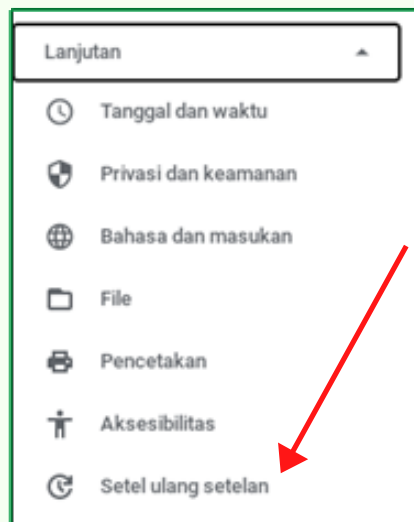 Lanjutan
Tanggal dan waktu
Privasi dan keamanan
Bahasa dan masukan
File
Pencetakan
Aksesibilitas
Setel ulang setelan